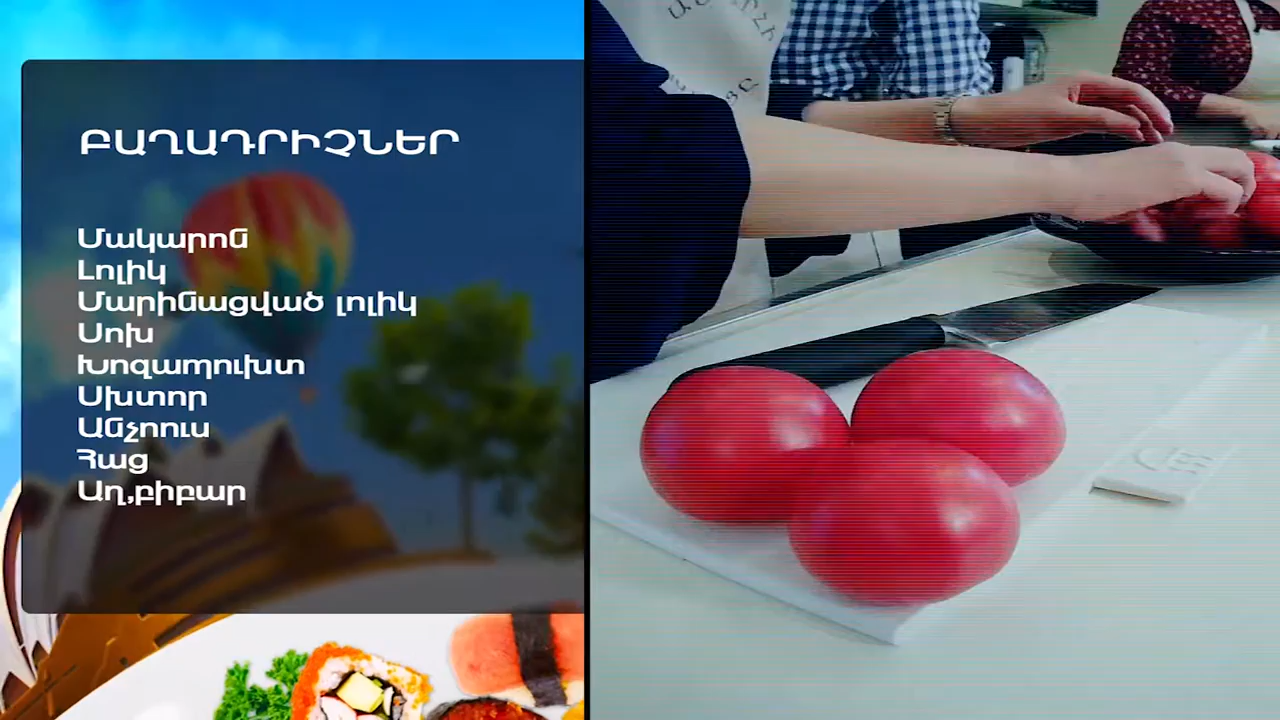 ԲԱՂԱԴՐԻՉՆԵՐ
Մակարոն
Լոլիկ
Մարինացված լոլիկ
Սոխ
Խոզապուխտ
Սխտոր
Անչոուս
Հաց
Աղ,բիբար